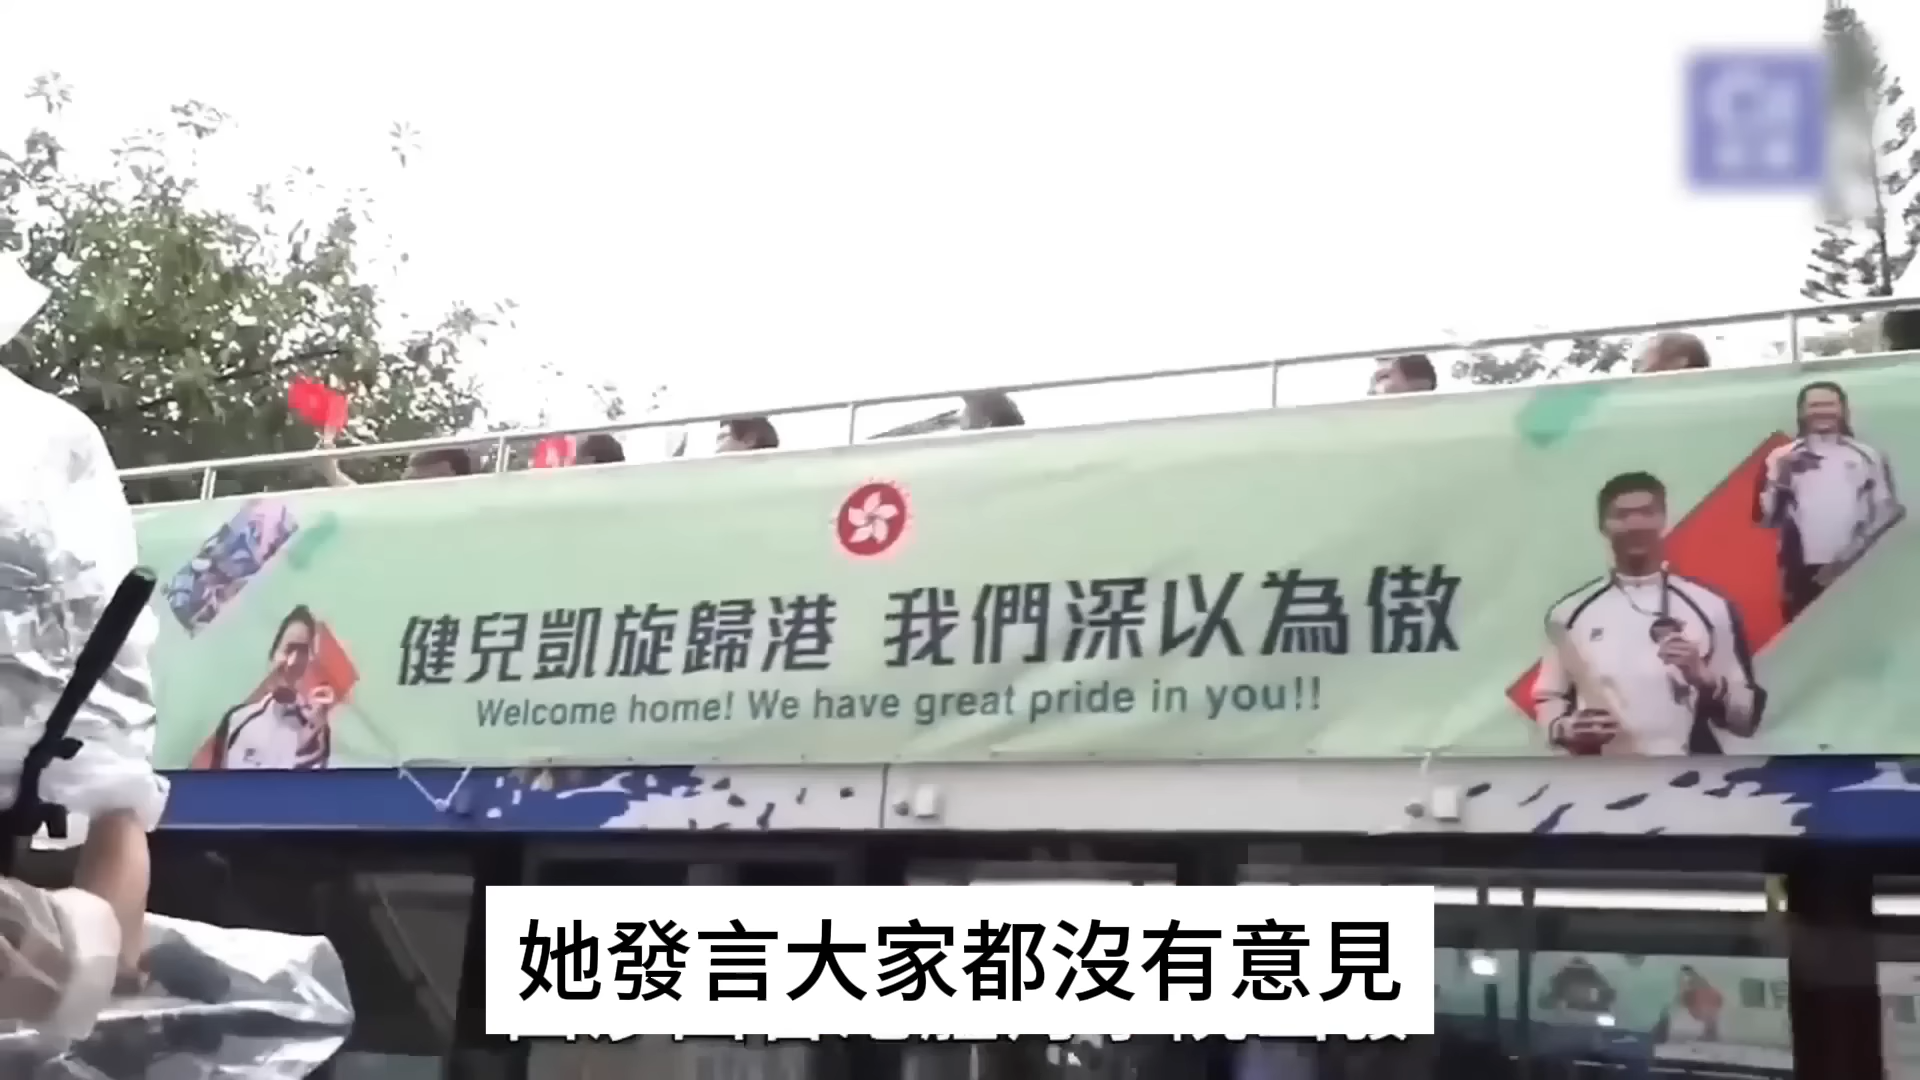 健兒凱旋歸港 我們深以為傲
Welcome home! We have great pride in you!!
她發言大家都沒有意見